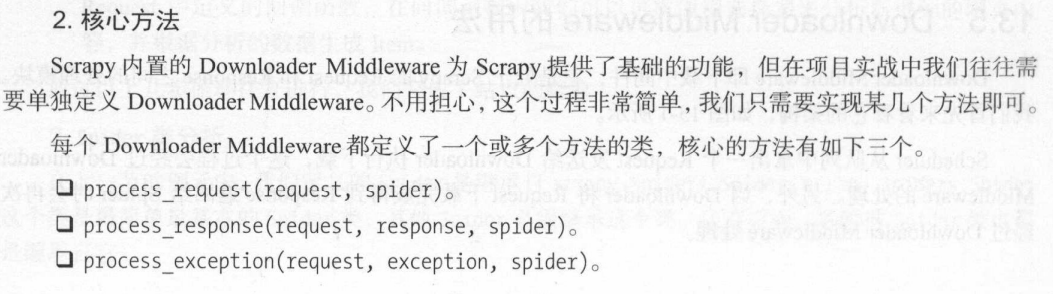 2. 核心方法
Scrapy 内置的 Downloader Middleware 为 Scrapy 提供了基础的功能，但在项目实战中我们往往需
要单独定义 Downloader Middleware。不用担心，这个过程非常简单，我们只需要实现某几个方法即可。
每个 Downloader Middleware 都定义了一个或多个方法的类，核心的方法有如下三个。
❑ process_request(request, spider)。
❑ process_response(request, response, spider)。
❑ process_exception(request, exception, spider)。